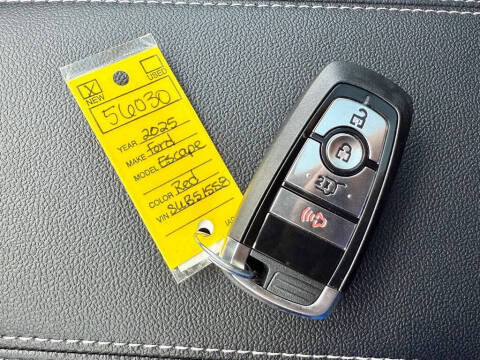 X NEW
USED
56030
YEAR 2025
MAKE Ford
MODEL Escape
COLOR Red
VIN SUB51558